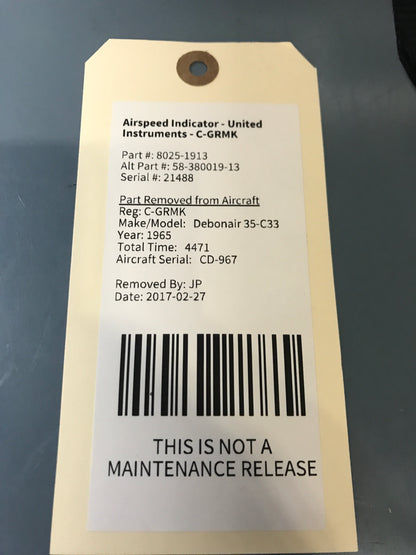 Airspeed Indicator - United
Instruments - C-GRMK
Part #: 8025-1913
Alt Part #: 58-380019-13
Serial #: 21488
Part Removed from Aircraft
Reg: C-GRMK
Make/Model: Debonair 35-C33
Year: 1965
Total Time: 4471
Aircraft Serial: CD-967
Removed By: JP
Date: 2017-02-27
THIS IS NOT A
MAINTENANCE RELEASE